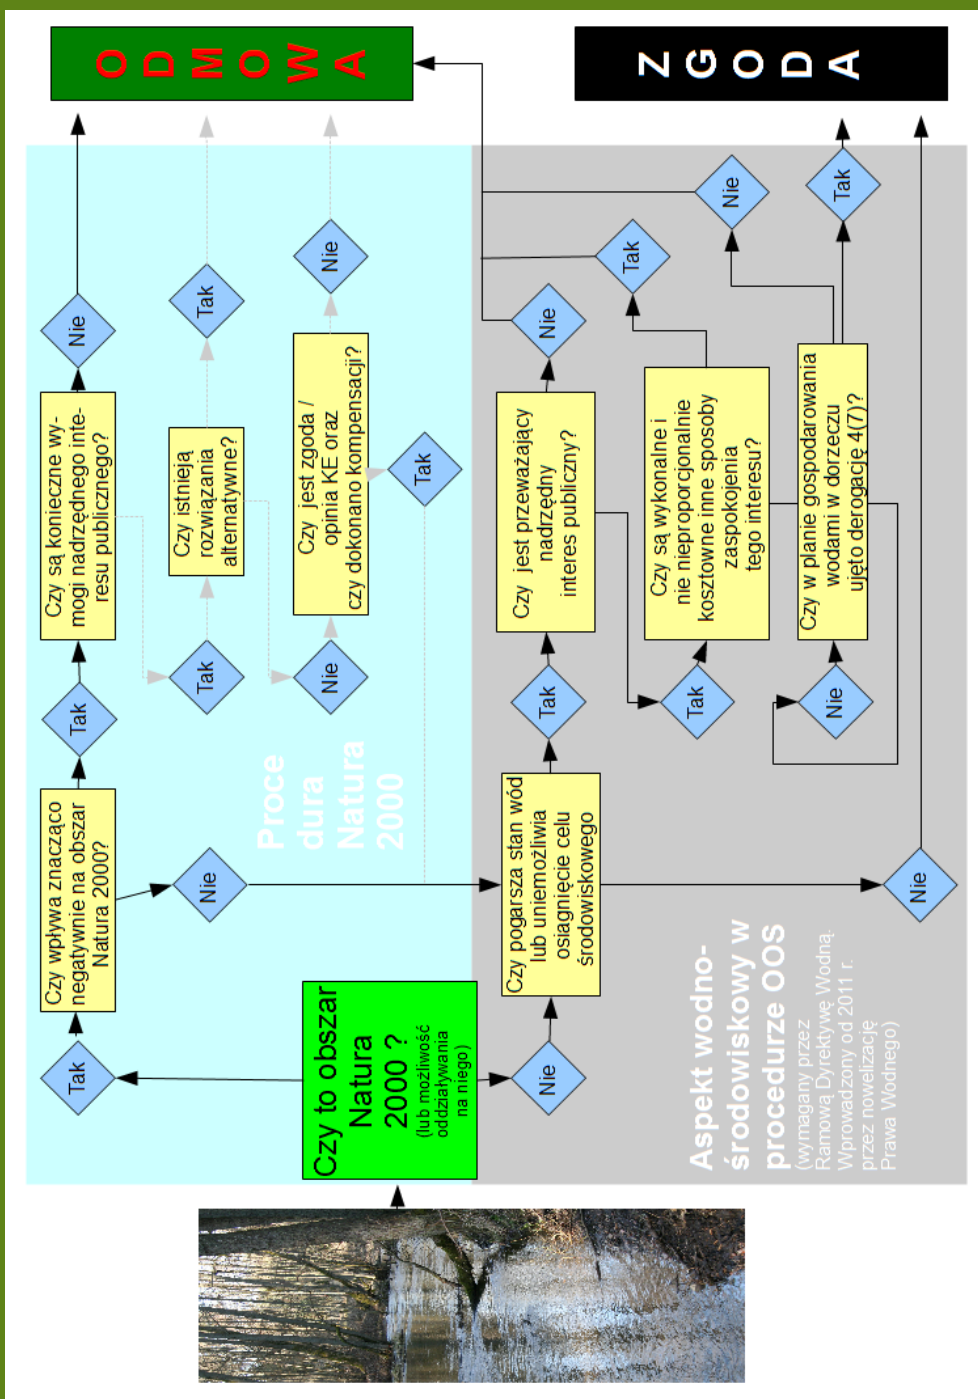 Czy to obszar
Natura
2000 ?
(lub możliwość
oddziaływania
na niego)
Tak
Czy wpływa znacząco
negatywnie na obszar
Natura 2000?
Tak
Czy są konieczne wy-
mogi nadrzędnego inte-
resu publicznego?
Nie
ODMOWA
Nie
Tak
Czy istnieją
rozwiązania
alternatywne?
Tak
Proce
dura
Natura
2000
Nie
Czy jest zgoda /
opinia KE oraz
czy dokonano kompensacji?
Nie
Tak
Nie
Czy pogarsza stan wód
lub uniemożliwia
osiągnięcie celu
środowiskowego
Tak
Czy jest przeważający
nadrzędny
interes publiczny?
Nie
Tak
Czy są wykonalne i
nie nieproporcjonalnie
kosztowne inne sposoby
zaspokojenia
tego interesu?
Tak
Nie
Czy w planie gospodarowania
wodami w dorzeczu
ujęto derogację 4(7)?
Nie
Tak
ZGODA
Nie
Aspekt wodno-
środowiskowy w
procedurze OOS
(wymagany przez
Ramową Dyrektywę Wodną.
Wprowadzony od 2011 r.
przez nowelizację
Prawa Wodnego)